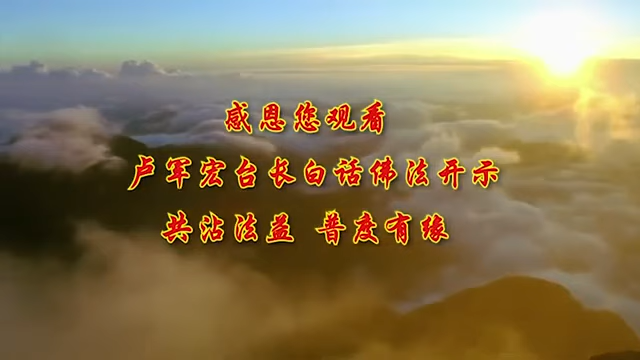 感恩您观看
卢军宏台长白话佛法开示
共沾法益 普度有缘